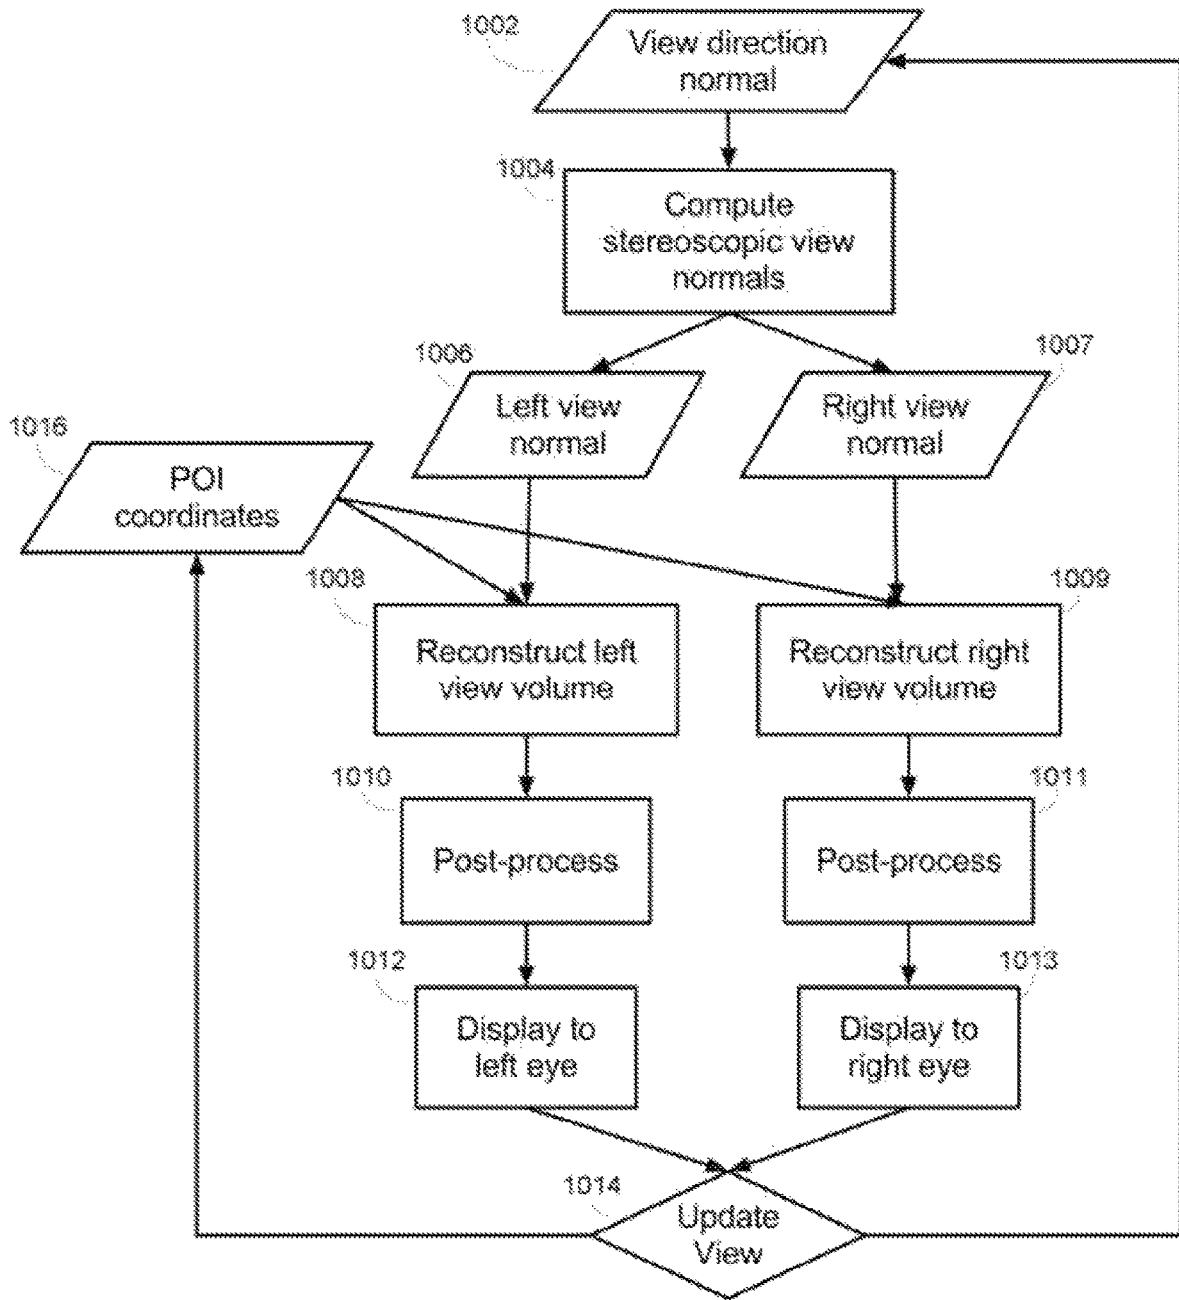 1002
View direction
normal
1004
Compute
stereoscopic view
normals
1006
Left view
normal
1007
Right view
normal
1016
POI
coordinates
1008
Reconstruct left
view volume
1009
Reconstruct right
view volume
1010
Post-process
1011
Post-process
1012
Display to
left eye
1013
Display to
right eye
1014
Update
View